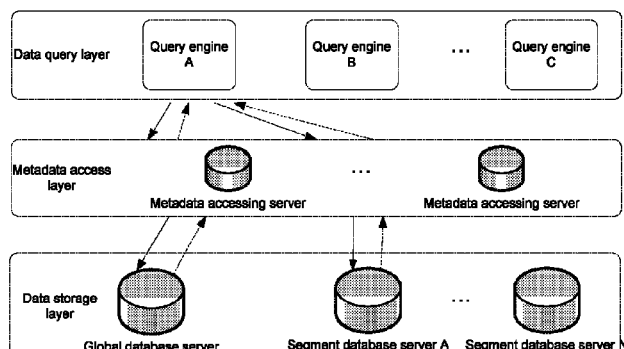 Data query layer
Query engine
A
Query engine
B
...
Query engine
C
Metadata access
layer
Metadata accessing server
...
Metadata accessing server
Data storage
layer
Global database server
Segment database server A
...
Segment database server N